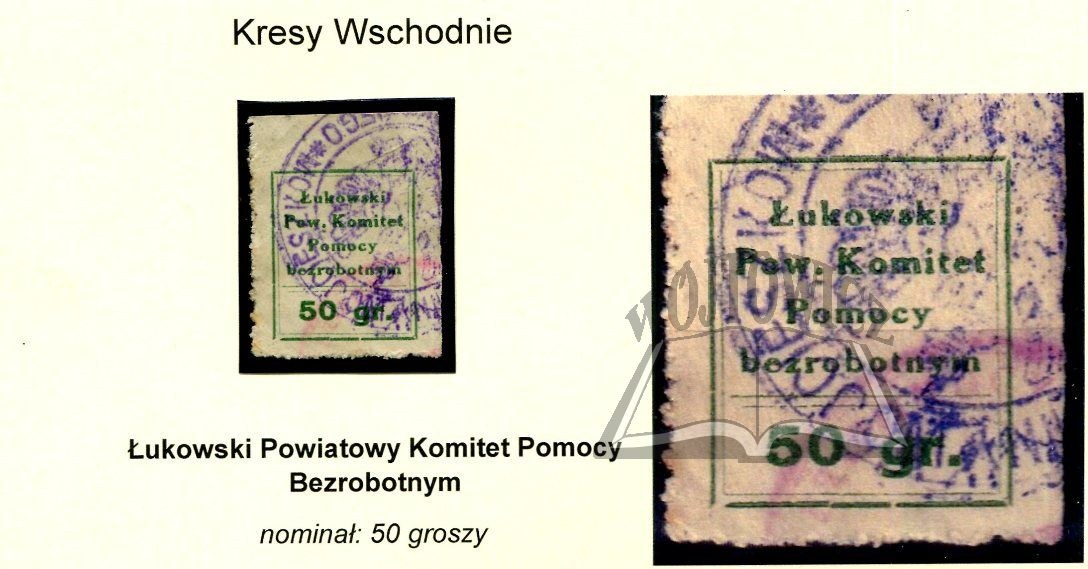 Kresy Wschodnie
Łukowski
Pow. Komitet
Pomocy
bezrobotnym
50 gr.
Łukowski Powiatowy Komitet Pomocy
Bezrobotnym
nominał: 50 groszy
Łukowski
Pow. Komitet
Pomocy
bezrobotnym
50 gr.
WÓJTOWICZ